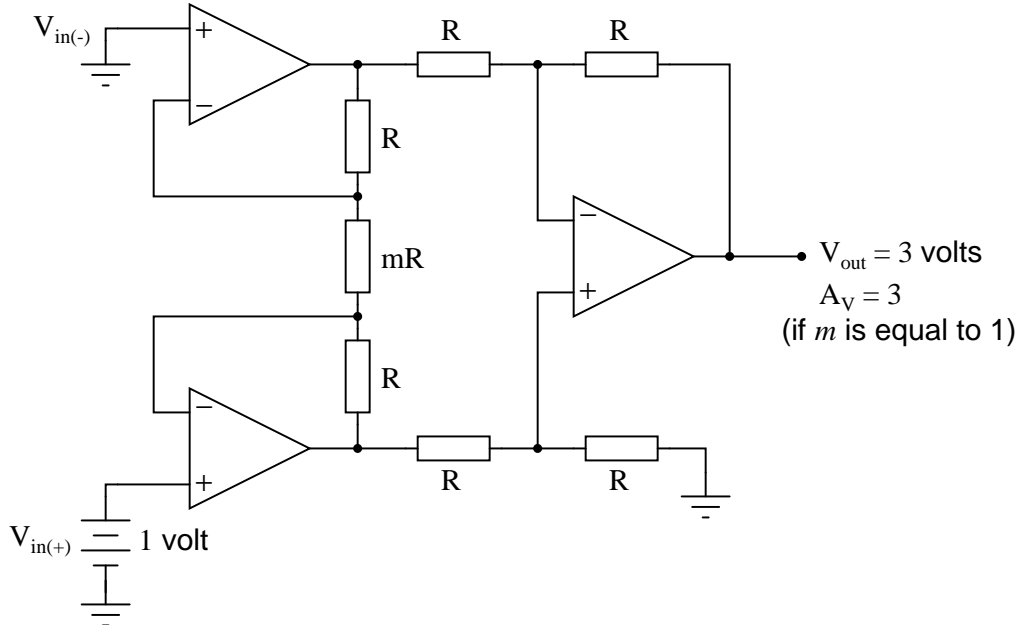 V_in(-)
+
−
R
R
R
mR
−
+
V_out = 3 volts
A_V = 3
(if m is equal to 1)
R
−
+
R
R
V_in(+)
1 volt